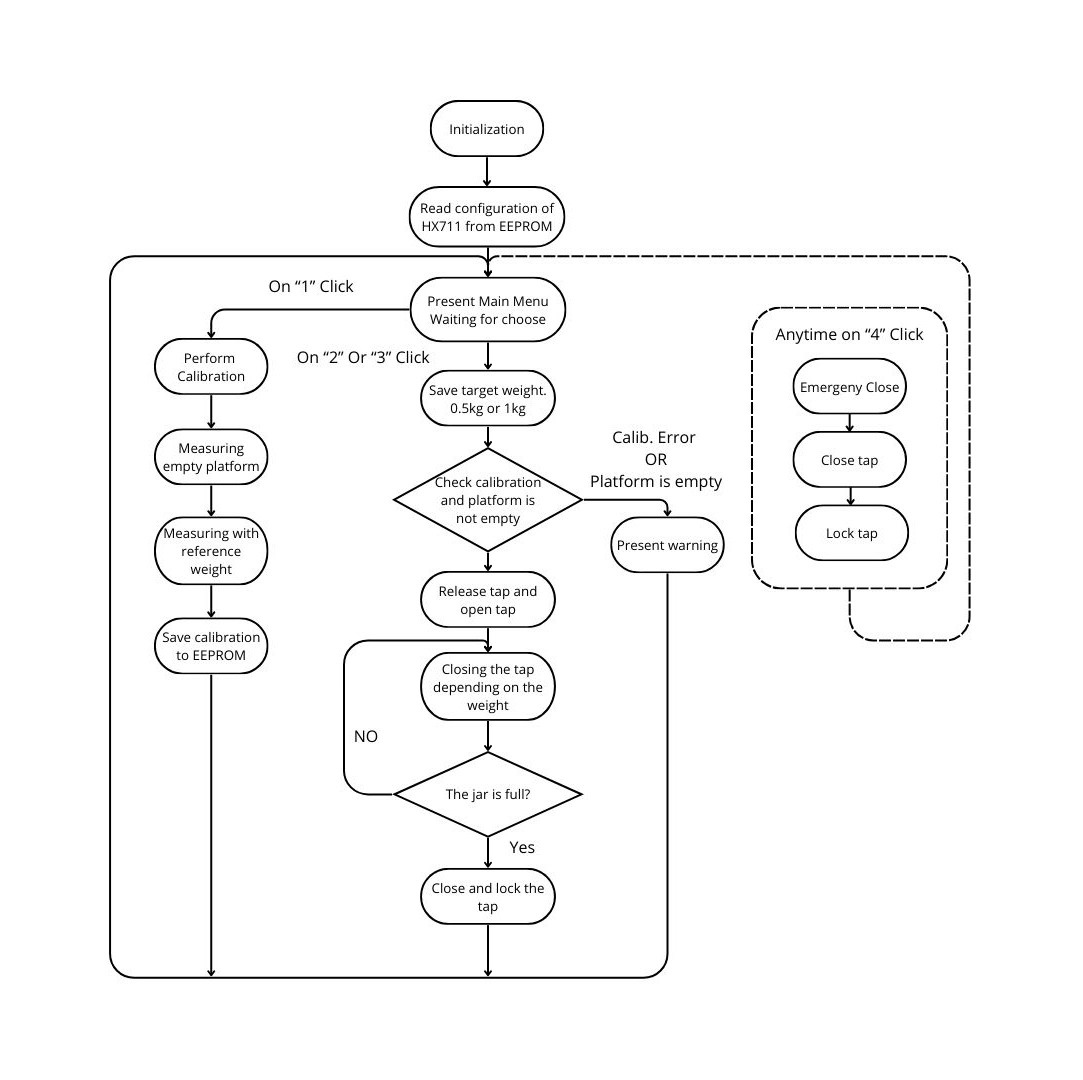 Initialization
Read configuration of
HX711 from EEPROM
On “1” Click
Present Main Menu
Waiting for choose
Anytime on “4” Click
Perform
Calibration
On “2” Or “3” Click
Save target weight.
0.5kg or 1kg
Emergeny Close
Measuring
empty platform
Calib. Error
OR
Platform is empty
Close tap
Check calibration
and platform is
not empty
Measuring with
reference
weight
Present warning
Lock tap
Release tap and
open tap
Save calibration
to EEPROM
Closing the tap
depending on the
weight
NO
The jar is full?
Yes
Close and lock the
tap